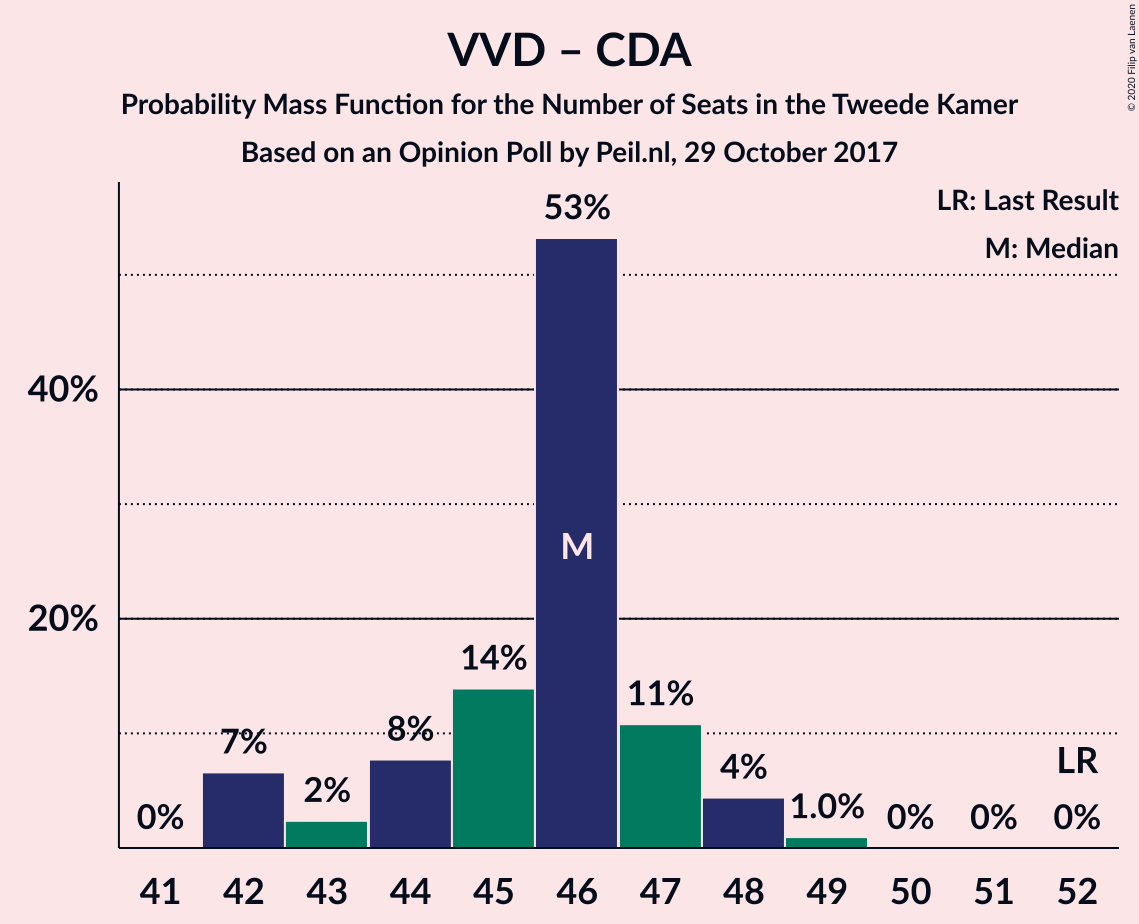 VVD – CDA
Probability Mass Function for the Number of Seats in the Tweede Kamer
Based on an Opinion Poll by Peil.nl, 29 October 2017
© 2020 Filip van Laenen
LR: Last Result
M: Median
53%
40%
M
20%
14%
11%
8%
7%
4%
LR
2%
1.0%
0%
0%
0%
0%
41 42 43 44 45 46 47 48 49 50 51 52